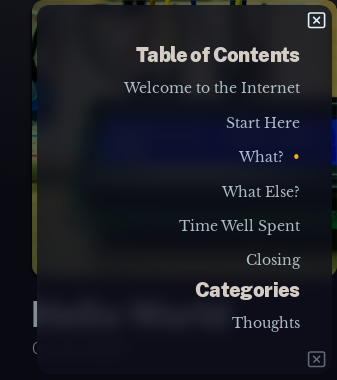 Table of Contents
Welcome to the Internet
Start Here
What? •
What Else?
Time Well Spent
Closing
Categories
Thoughts